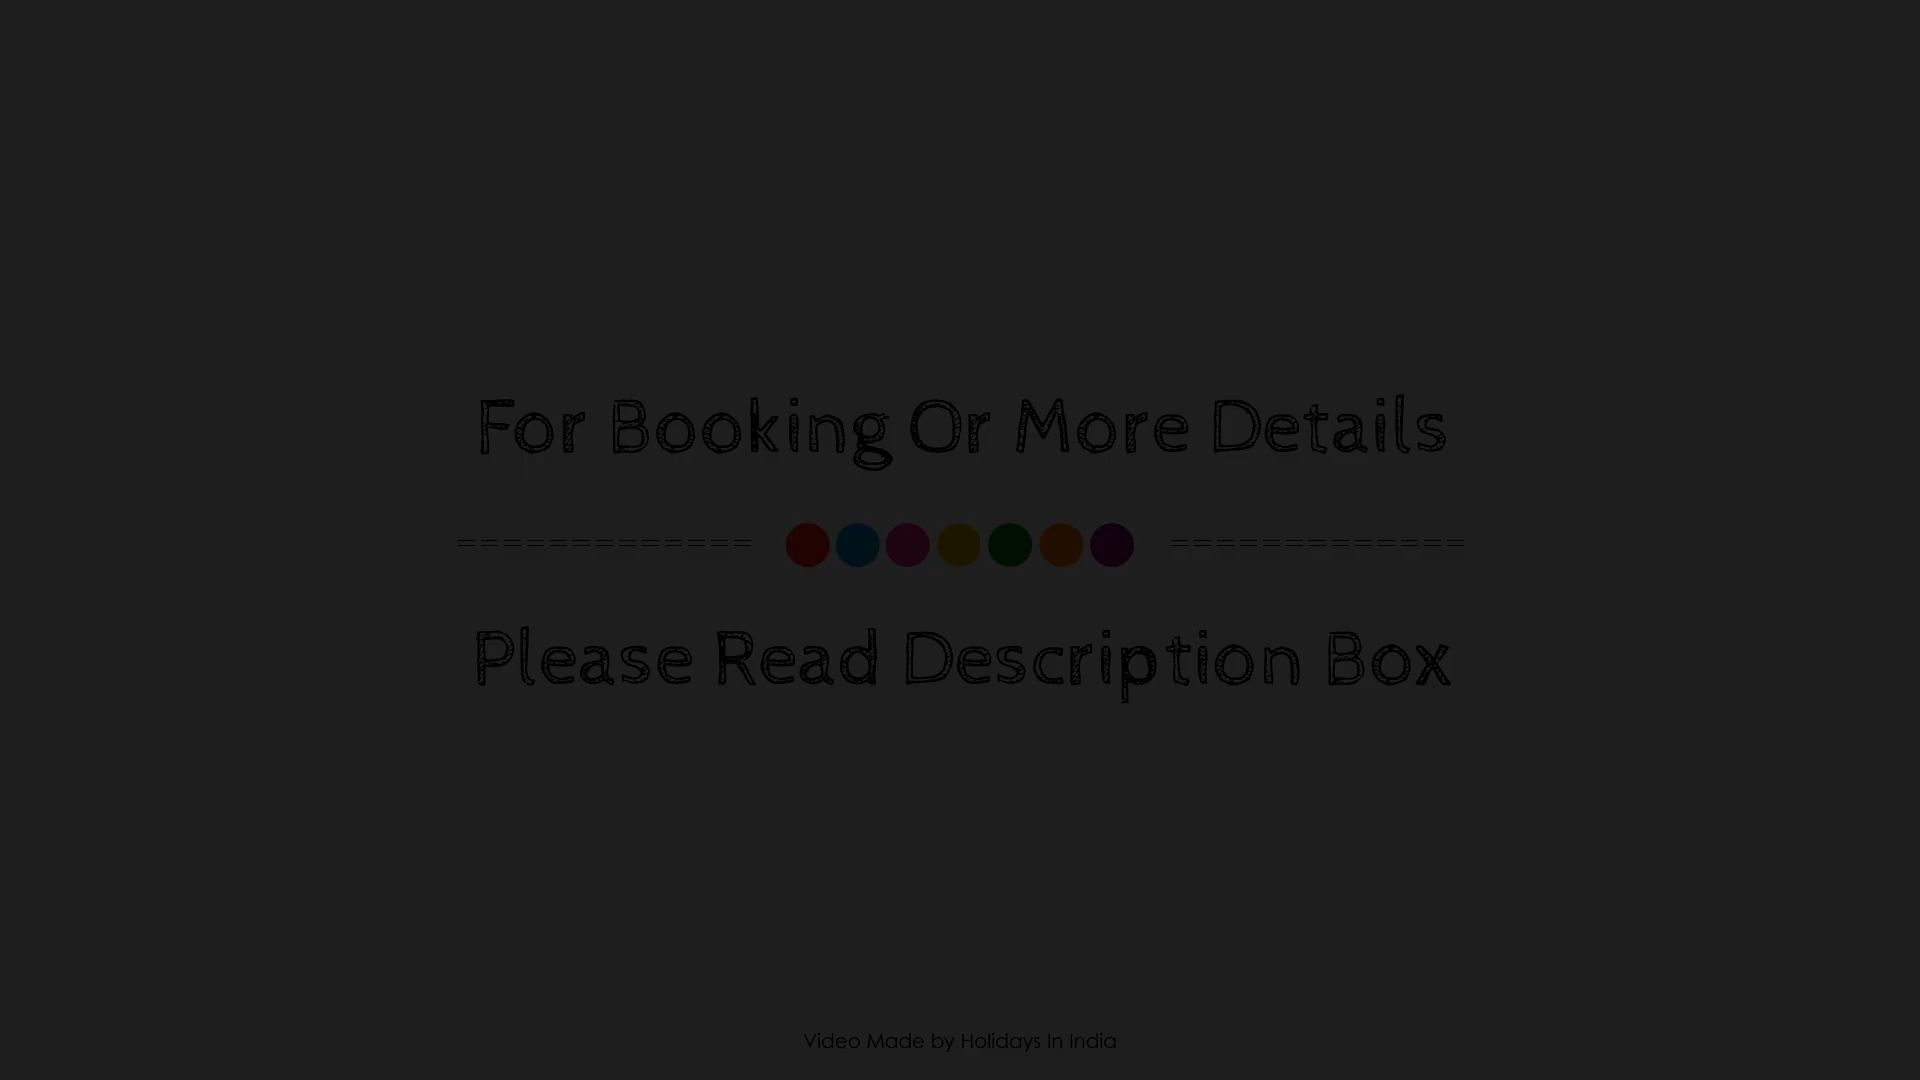 For Booking Or More Details
============= =============
Please Read Description Box
Video Made by Holidays In India